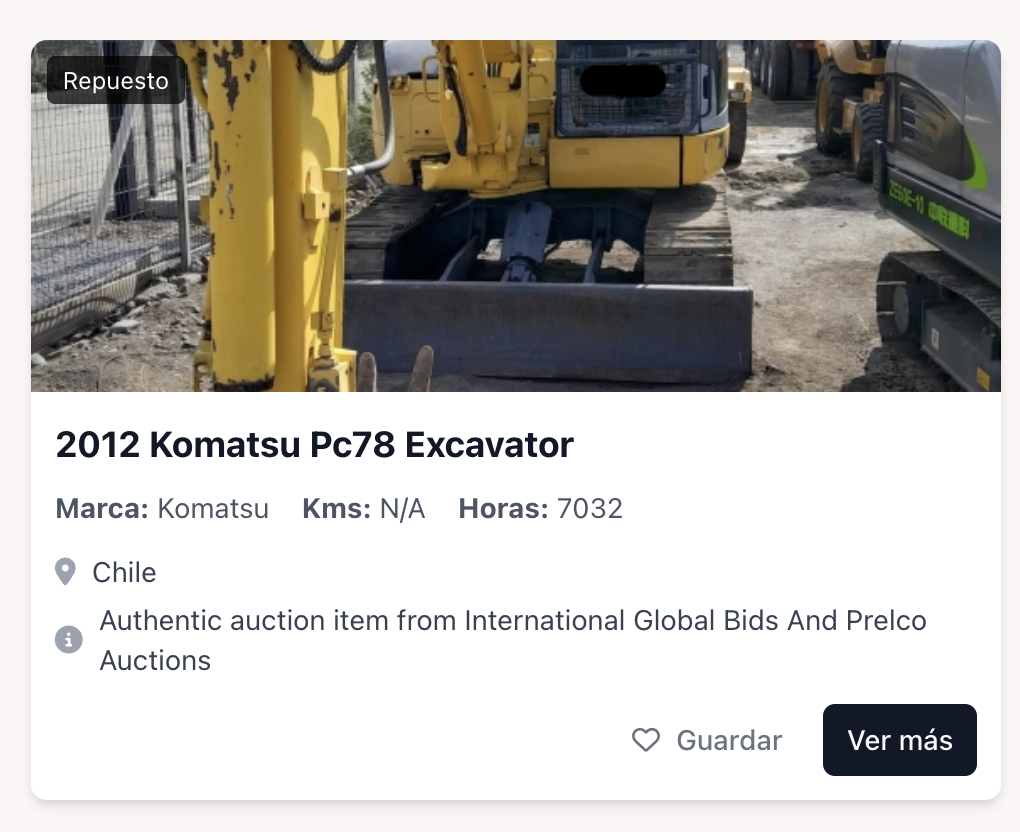 Repuesto
ZE60E-10
2012 Komatsu Pc78 Excavator
Marca: Komatsu Kms: N/A Horas: 7032
Chile
Authentic auction item from International Global Bids And Prelco
Auctions
Guardar
Ver más